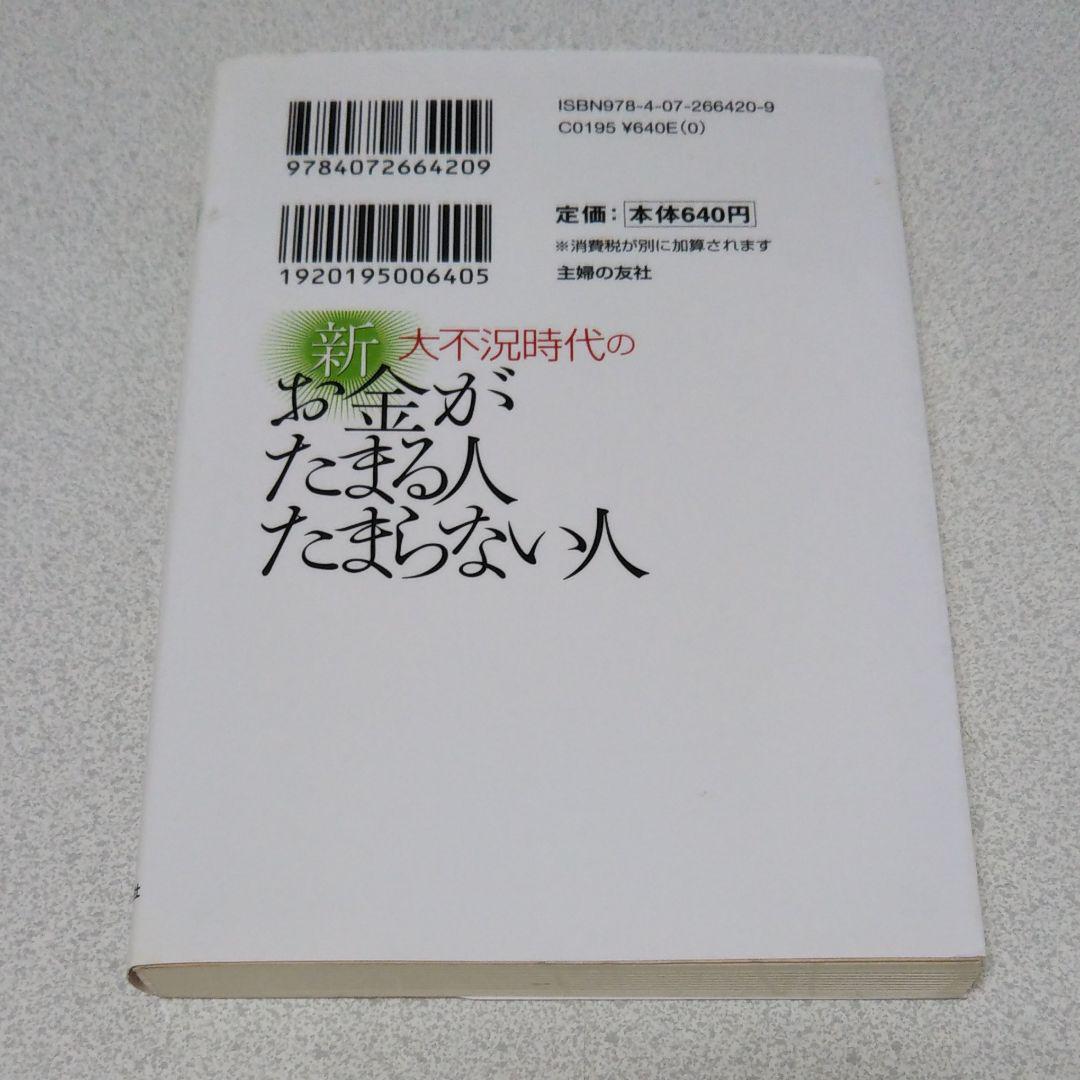 9784072664209
ISBN978-4-07-266420-9
C0195 ¥640E(0)
1920195006405
定価：本体640円
※消費税が別に加算されます
主婦の友社
新 大不況時代の
お金が
たまる人
たまらない人